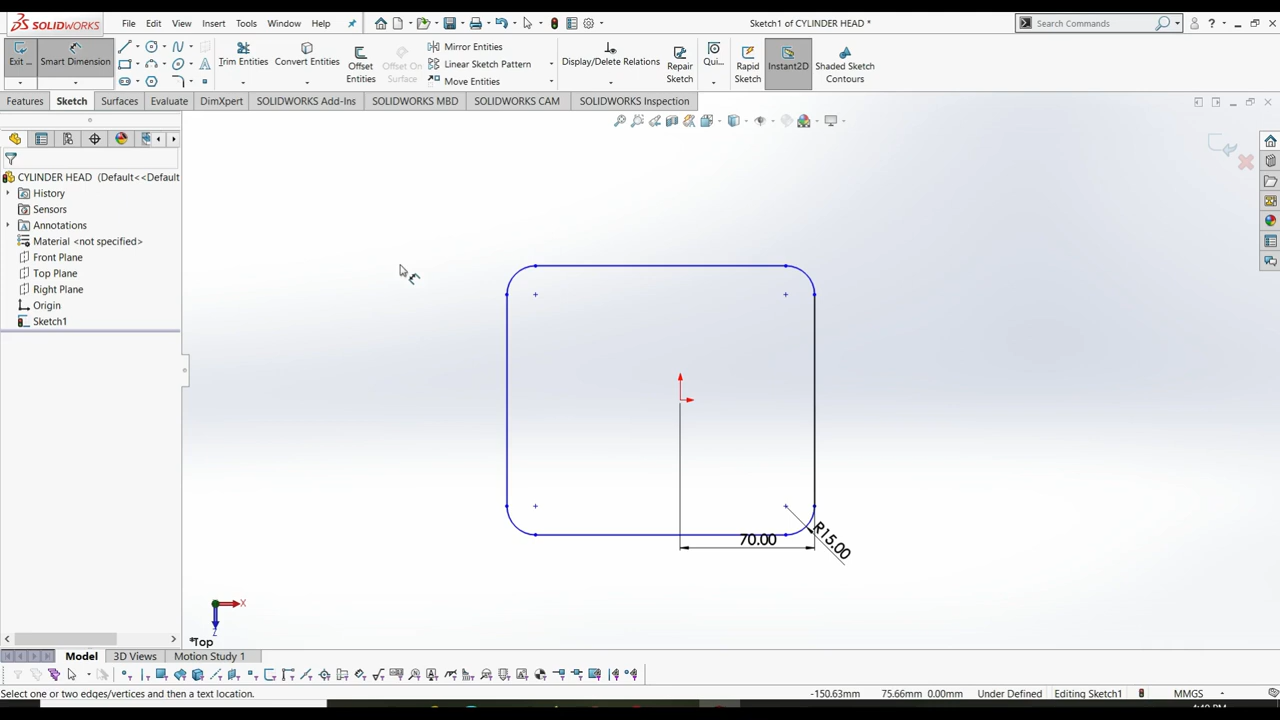 SOLIDWORKS
File Edit View Insert Tools Window Help
Sketch1 of CYLINDER HEAD *
Search Commands
Exit ...
Smart Dimension
Trim Entities
Convert Entities
Offset Entities
Offset On Surface
Mirror Entities
Linear Sketch Pattern
Move Entities
Display/Delete Relations
Repair Sketch
Qui...
Rapid Sketch
Instant2D
Shaded Sketch Contours
Features Sketch Surfaces Evaluate DimXpert SOLIDWORKS Add-Ins SOLIDWORKS MBD SOLIDWORKS CAM SOLIDWORKS Inspection
CYLINDER HEAD (Default<<Default
History
Sensors
Annotations
Material <not specified>
Front Plane
Top Plane
Right Plane
Origin
Sketch1
R15.00
70.00
X
Z
*Top
Model 3D Views Motion Study 1
Select one or two edges/vertices and then a text location.
-150.63mm 75.66mm 0.00mm Under Defined Editing Sketch1 MMGS